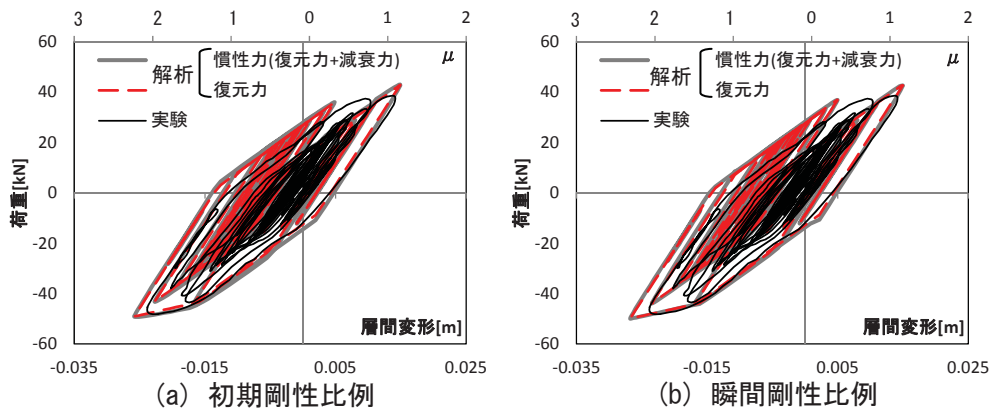 3 2 1 0 1 2
60
40
20
0
-20
-40
-60
荷重[kN]
μ
解析
慣性力(復元力+減衰力)
復元力
実験
層間変形[m]
-0.035 -0.015 0.005 0.025
(a) 初期剛性比例
3 2 1 0 1 2
60
40
20
0
-20
-40
-60
荷重[kN]
μ
解析
慣性力(復元力+減衰力)
復元力
実験
層間変形[m]
-0.035 -0.015 0.005 0.025
(b) 瞬間剛性比例